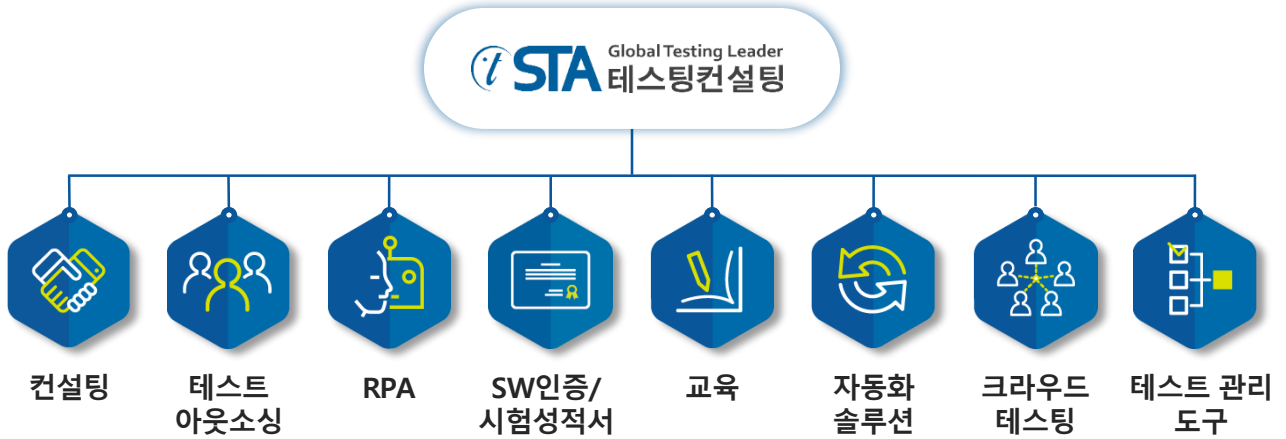 t STA Global Testing Leader
테스팅컨설팅
컨설팅
테스트
아웃소싱
RPA
SW인증/
시험성적서
교육
자동화
솔루션
크라우드
테스팅
테스트 관리
도구